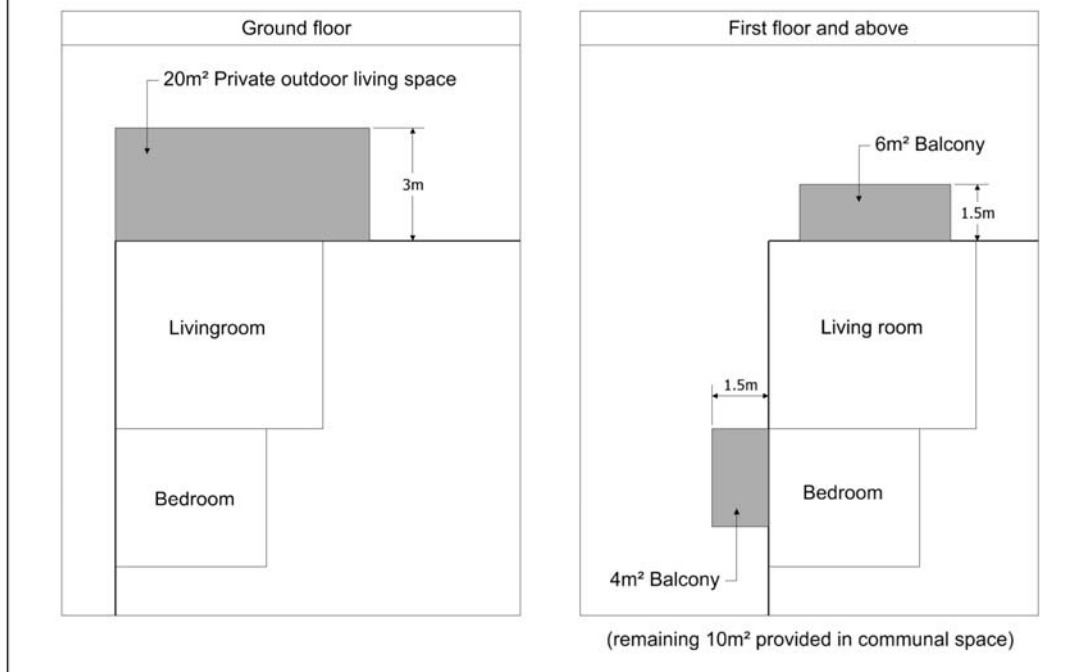 Ground floor
20m² Private outdoor living space
3m
Livingroom
Bedroom
First floor and above
6m² Balcony
1.5m
Living room
1.5m
Bedroom
4m² Balcony
(remaining 10m² provided in communal space)